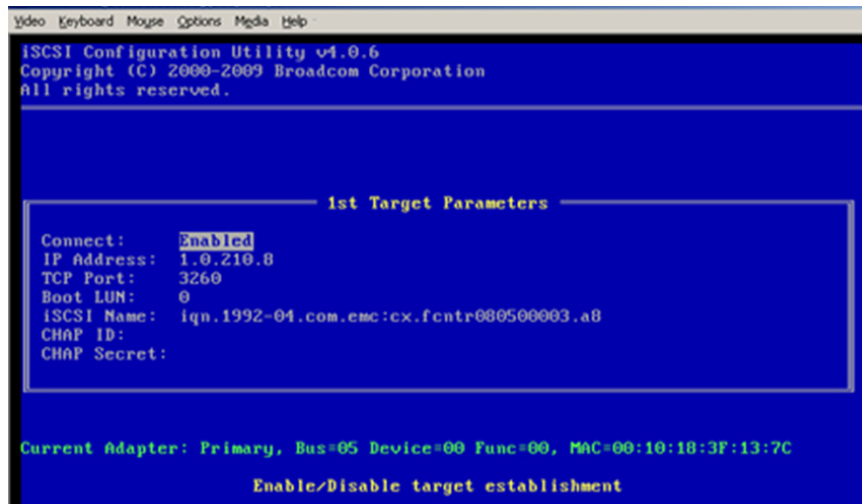 Video Keyboard Mouse Options Media Help
iSCSI Configuration Utility v4.0.6
Copyright (C) 2000-2009 Broadcom Corporation
All rights reserved.
1st Target Parameters
Connect: Enabled
IP Address: 1.0.210.8
TCP Port: 3260
Boot LUN: 0
iSCSI Name: iqn.1992-04.com.emc:cx.fcntr080500003.a8
CHAP ID:
CHAP Secret:
Current Adapter: Primary, Bus=05 Device=00 Func=00, MAC=00:10:18:3F:13:7C
Enable/Disable target establishment